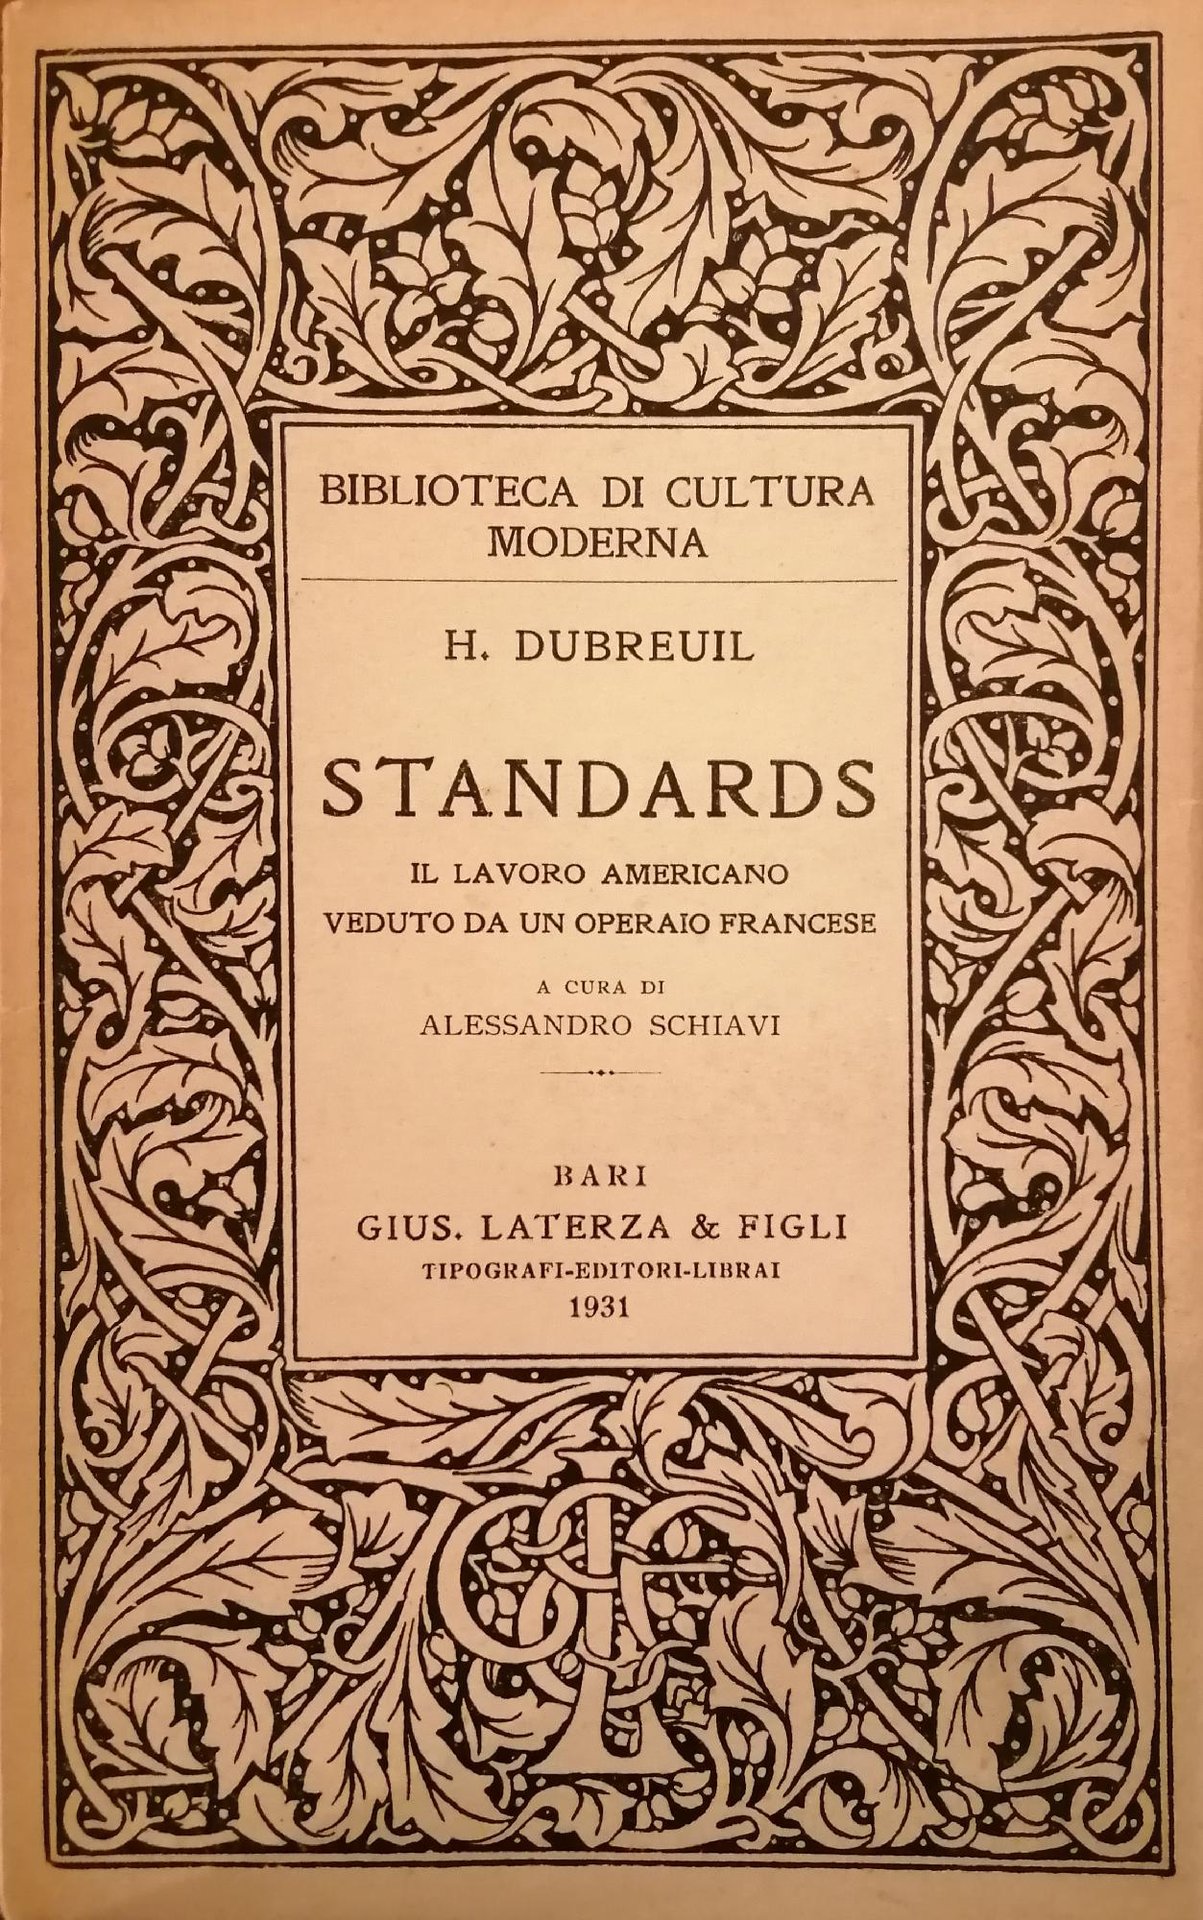 BIBLIOTECA DI CULTURA
MODERNA
H. DUBREUIL
STANDARDS
IL LAVORO AMERICANO
VEDUTO DA UN OPERAIO FRANCESE
A CURA DI
ALESSANDRO SCHIAVI
BARI
GIUS. LATERZA & FIGLI
TIPOGRAFI-EDITORI-LIBRAI
1931